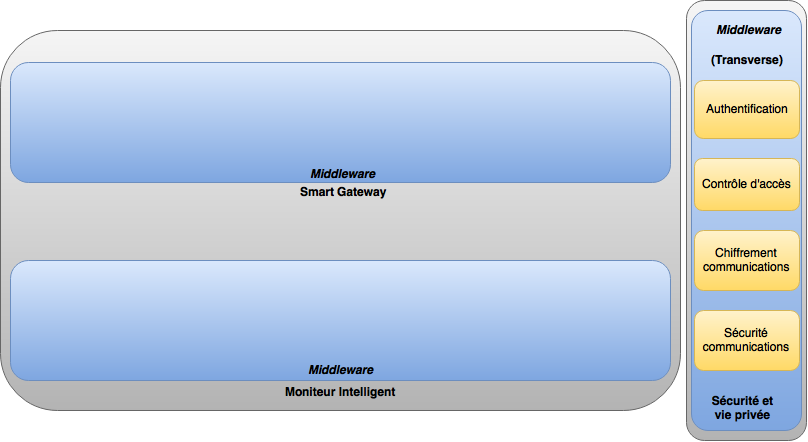 Middleware
Smart Gateway
Middleware
Moniteur Intelligent
Middleware
(Transverse)
Authentification
Contrôle d'accès
Chiffrement
communications
Sécurité
communications
Sécurité et
vie privée